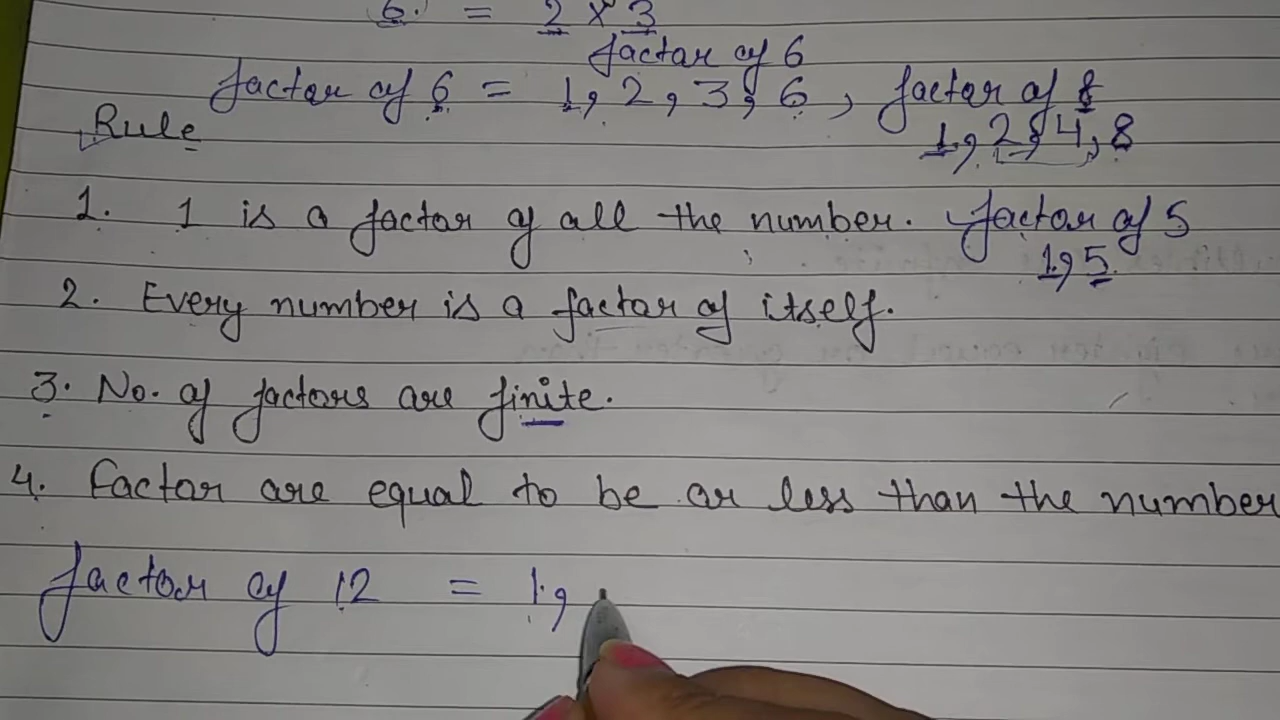 6. = 2 × 3
factor of 6
factor of 6 = 1, 2, 3, 6, factor of 8
1, 2, 4, 8
Rule
1. 1 is a factor of all the number. factor of 5
1, 5
2. Every number is a factor of itself.
3. No. of factors are finite.
4. Factor are equal to be or less than the number
factor of 12 = 1,